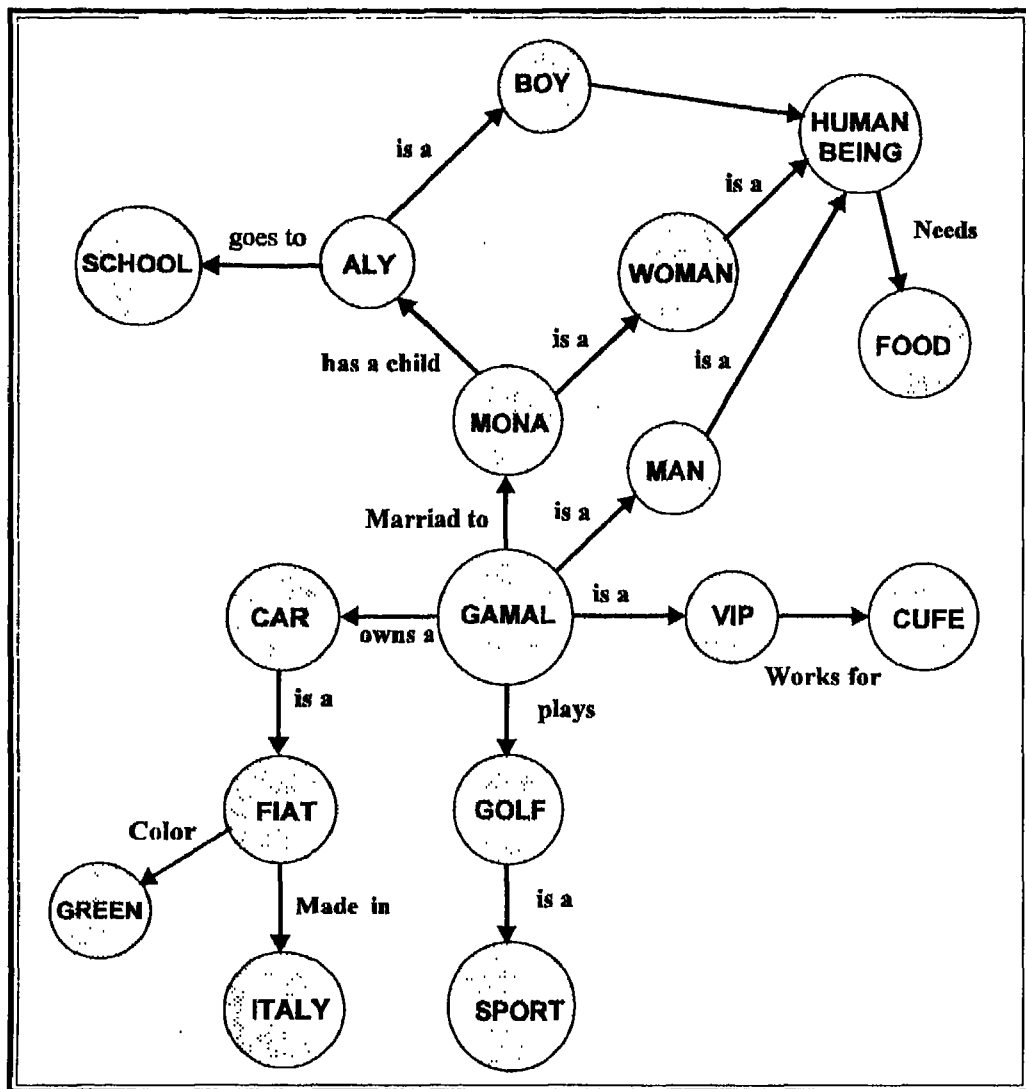 BOY
HUMAN
BEING
is a
is a
SCHOOL
goes to
ALY
WOMAN
Needs
FOOD
has a child
is a
is a
MONA
MAN
Marriad to
is a
CAR
owns a
GAMAL
is a
VIP
CUFE
Works for
is a
plays
FIAT
GOLF
Color
GREEN
Made in
is a
ITALY
SPORT